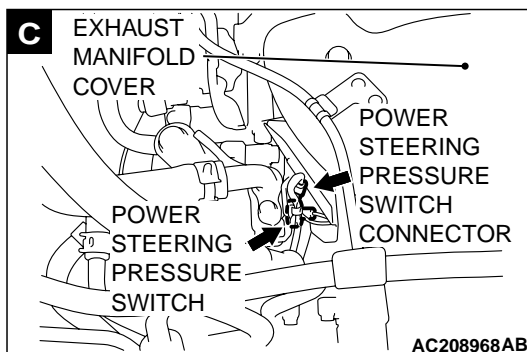 C
EXHAUST
MANIFOLD
COVER
POWER
STEERING
PRESSURE
SWITCH
CONNECTOR
POWER
STEERING
PRESSURE
SWITCH
AC208968AB